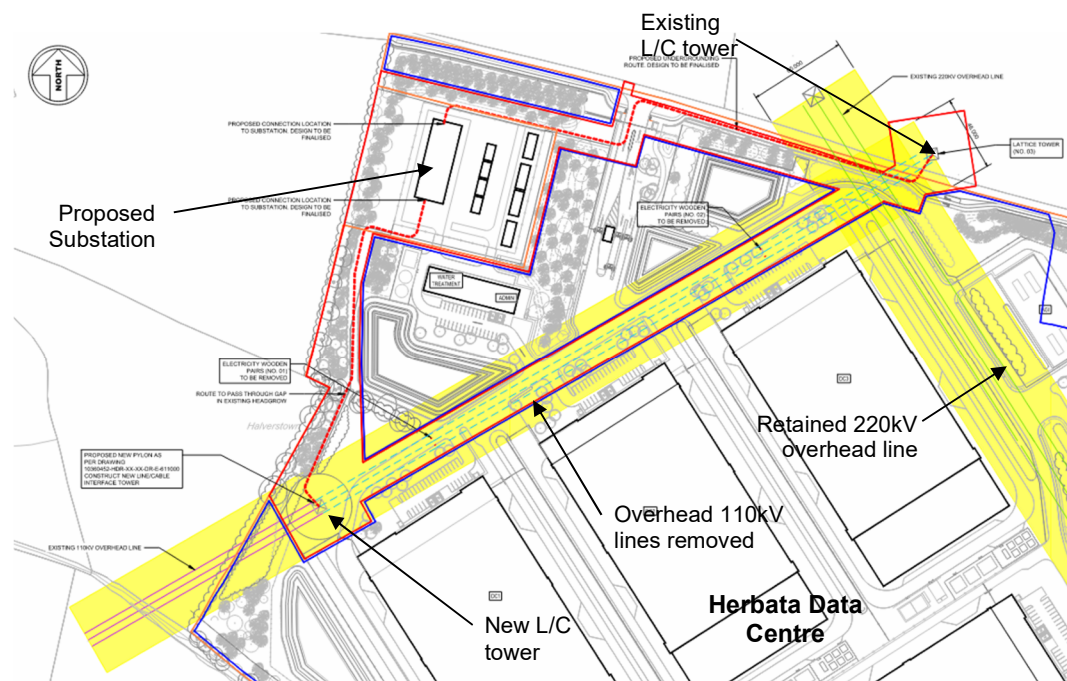 Existing
L/C tower
NORTH
PROPOSED UNDERGROUNDING
ROUTE. DESIGN TO BE FINALISED
EXISTING 220kV OVERHEAD LINE
PROPOSED CONNECTION LOCATION
TO SUBSTATION. DESIGN TO BE
FINALISED
LATTICE TOWER
(NO. 03)
PROPOSED CONNECTION LOCATION
TO SUBSTATION. DESIGN TO BE
FINALISED
Proposed
Substation
ELECTRICITY WOODEN
PAIRS (NO. 02)
TO BE REMOVED
WATER
TREATMENT
ADMIN
ELECTRICITY WOODEN
PAIRS (NO. 01)
TO BE REMOVED
ROUTE TO PASS THROUGH GAP
IN EXISTING HEADGROW
DC3
Halverstown
Retained 220kV
overhead line
PROPOSED NEW PYLON AS
PER DRAWING
CONSTRUCT NEW LINE/CABLE
INTERFACE TOWER
Overhead 110kV
lines removed
EXISTING 110KV OVERHEAD LINE
DC1
Herbata Data
Centre
New L/C
tower